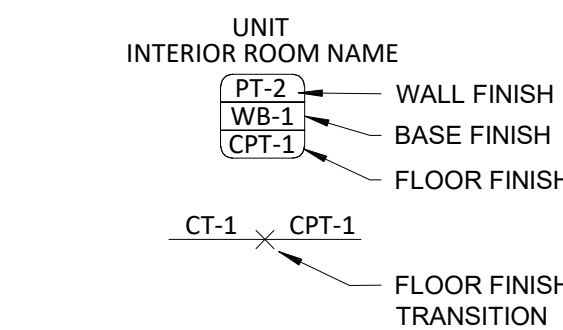 UNIT
INTERIOR ROOM NAME
PT-2
WALL FINISH
WB-1
BASE FINISH
CPT-1
FLOOR FINISH
CT-1 CPT-1
FLOOR FINISH
TRANSITION